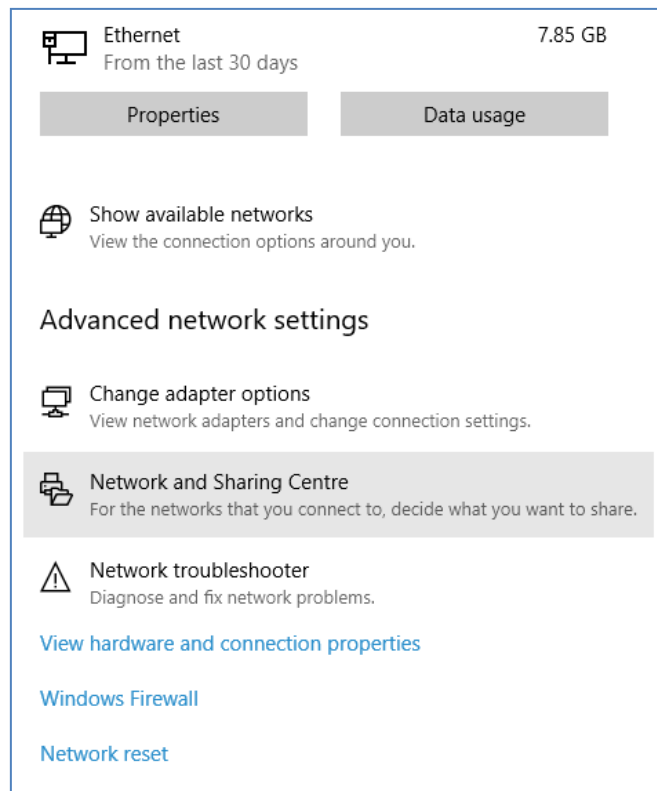 Ethernet 7.85 GB
From the last 30 days
Properties Data usage
Show available networks
View the connection options around you.
Advanced network settings
Change adapter options
View network adapters and change connection settings.
Network and Sharing Centre
For the networks that you connect to, decide what you want to share.
Network troubleshooter
Diagnose and fix network problems.
View hardware and connection properties
Windows Firewall
Network reset